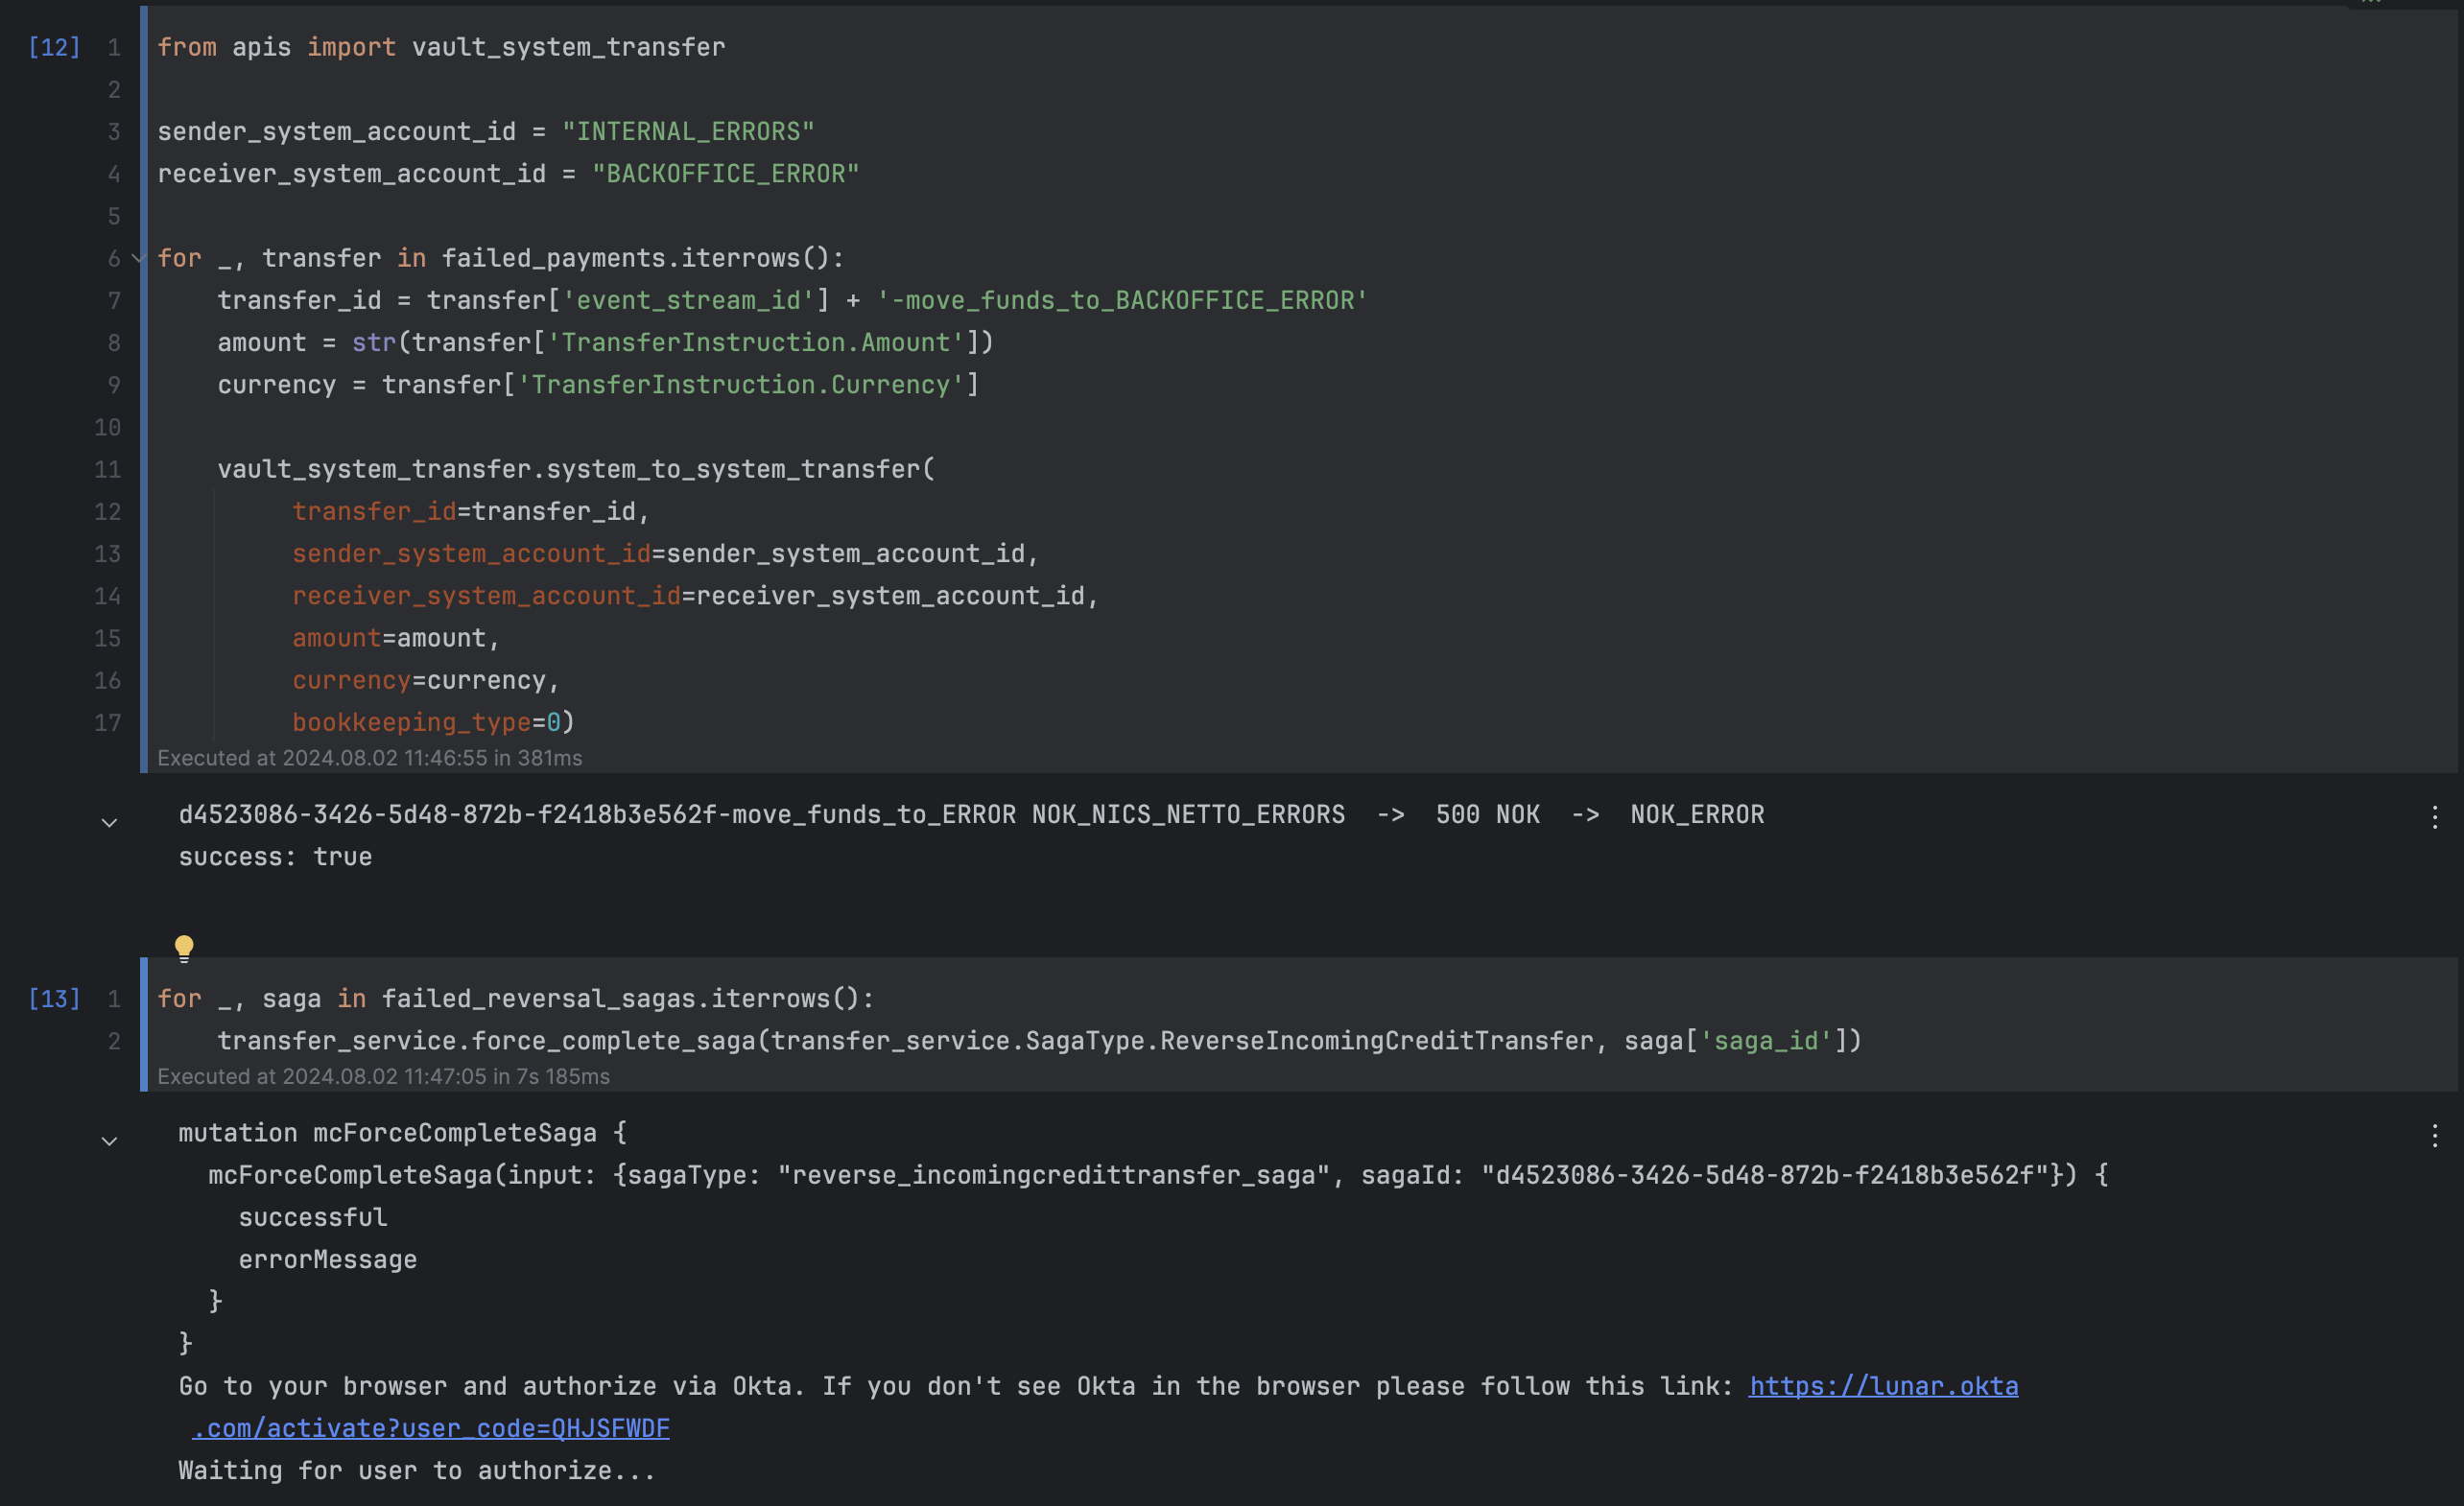 [12] 1 from apis import vault_system_transfer
2
3 sender_system_account_id = "INTERNAL_ERRORS"
4 receiver_system_account_id = "BACKOFFICE_ERROR"
5
6 for _, transfer in failed_payments.iterrows():
7     transfer_id = transfer['event_stream_id'] + '-move_funds_to_BACKOFFICE_ERROR'
8     amount = str(transfer['TransferInstruction.Amount'])
9     currency = transfer['TransferInstruction.Currency']
10
11     vault_system_transfer.system_to_system_transfer(
12          transfer_id=transfer_id,
13          sender_system_account_id=sender_system_account_id,
14          receiver_system_account_id=receiver_system_account_id,
15          amount=amount,
16          currency=currency,
17          bookkeeping_type=0)
Executed at 2024.08.02 11:46:55 in 381ms
d4523086-3426-5d48-872b-f2418b3e562f-move_funds_to_ERROR NOK_NICS_NETTO_ERRORS  ->  500 NOK  ->  NOK_ERROR
success: true
[13] 1 for _, saga in failed_reversal_sagas.iterrows():
2     transfer_service.force_complete_saga(transfer_service.SagaType.ReverseIncomingCreditTransfer, saga['saga_id'])
Executed at 2024.08.02 11:47:05 in 7s 185ms
mutation mcForceCompleteSaga {
  mcForceCompleteSaga(input: {sagaType: "reverse_incomingcredittransfer_saga", sagaId: "d4523086-3426-5d48-872b-f2418b3e562f"}) {
    successful
    errorMessage
  }
}
Go to your browser and authorize via Okta. If you don't see Okta in the browser please follow this link: https://lunar.okta
.com/activate?user_code=QHJSFWDF
Waiting for user to authorize...